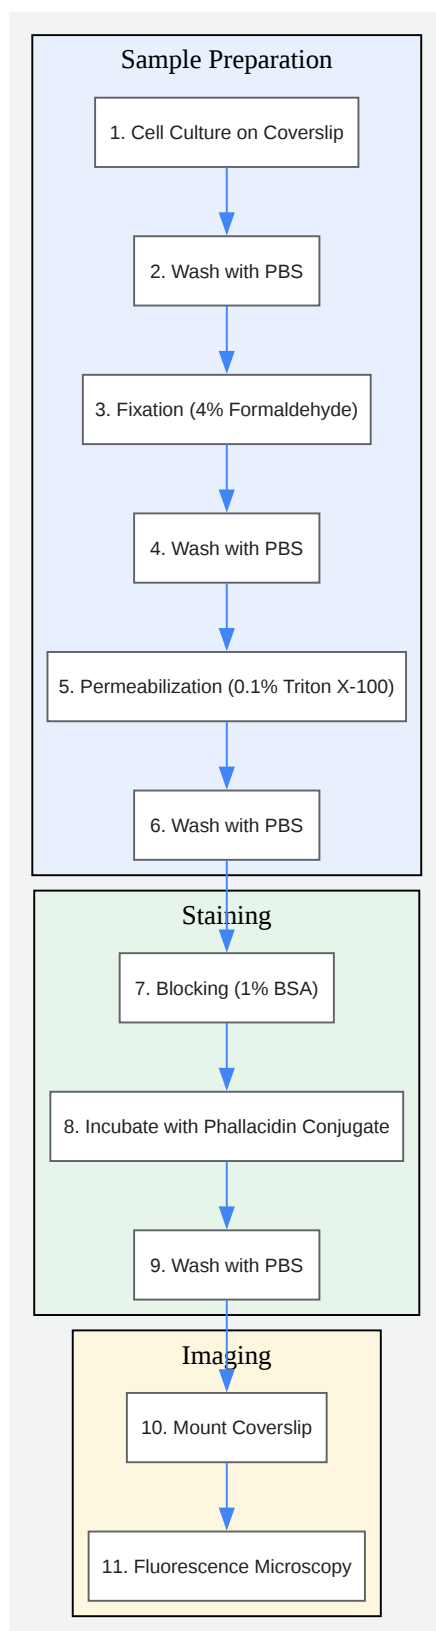 Sample Preparation
1. Cell Culture on Coverslip
2. Wash with PBS
3. Fixation (4% Formaldehyde)
4. Wash with PBS
5. Permeabilization (0.1% Triton X-100)
6. Wash with PBS
Staining
7. Blocking (1% BSA)
8. Incubate with Phallacidin Conjugate
9. Wash with PBS
Imaging
10. Mount Coverslip
11. Fluorescence Microscopy